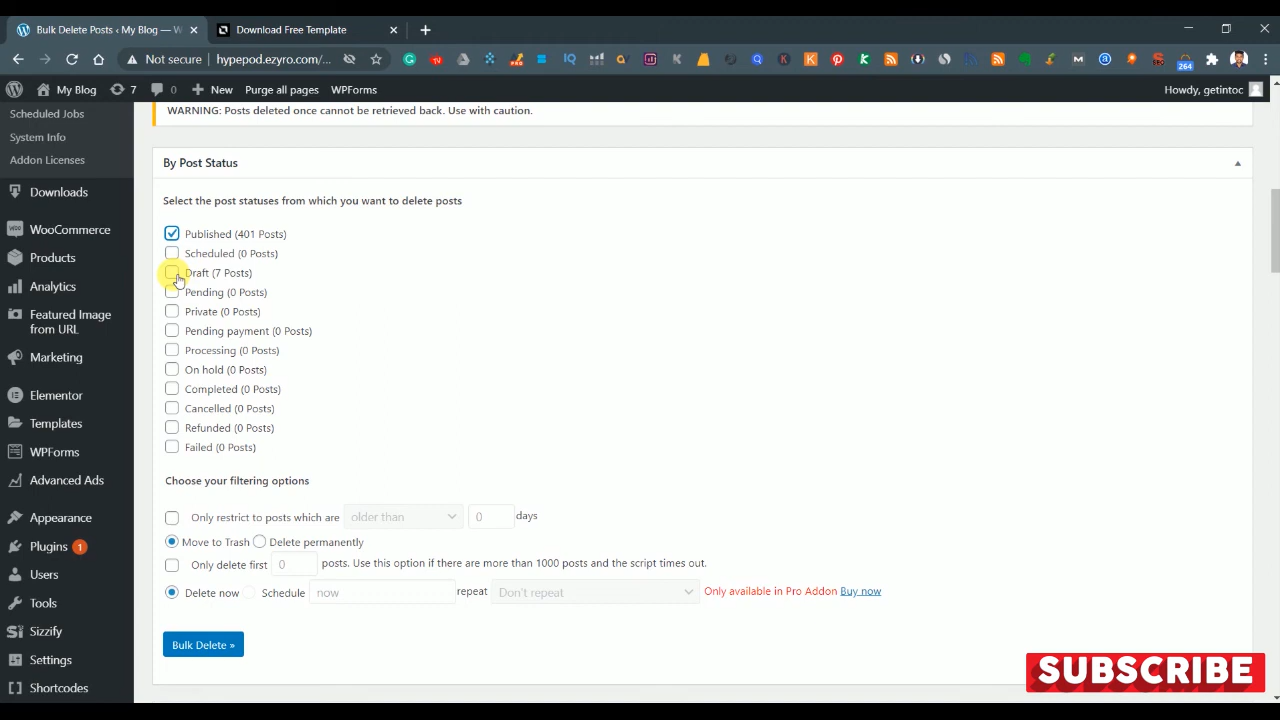 Bulk Delete Posts ‹ My Blog — W
Download Free Template
Not secure
hypepod.ezyro.com/...
264
My Blog
7
0
New
Purge all pages
WPForms
Howdy, getintoc
Scheduled Jobs
System Info
Addon Licenses
Downloads
WooCommerce
Products
Analytics
Featured Image
from URL
Marketing
Elementor
Templates
WPForms
Advanced Ads
Appearance
Plugins 1
Users
Tools
Sizzify
Settings
Shortcodes
WARNING: Posts deleted once cannot be retrieved back. Use with caution.
By Post Status
Select the post statuses from which you want to delete posts
Published (401 Posts)
Scheduled (0 Posts)
Draft (7 Posts)
Pending (0 Posts)
Private (0 Posts)
Pending payment (0 Posts)
Processing (0 Posts)
On hold (0 Posts)
Completed (0 Posts)
Cancelled (0 Posts)
Refunded (0 Posts)
Failed (0 Posts)
Choose your filtering options
Only restrict to posts which are older than 0 days
Move to Trash Delete permanently
Only delete first 0 posts. Use this option if there are more than 1000 posts and the script times out.
Delete now Schedule now repeat Don't repeat Only available in Pro Addon Buy now
Bulk Delete »
SUBSCRIBE